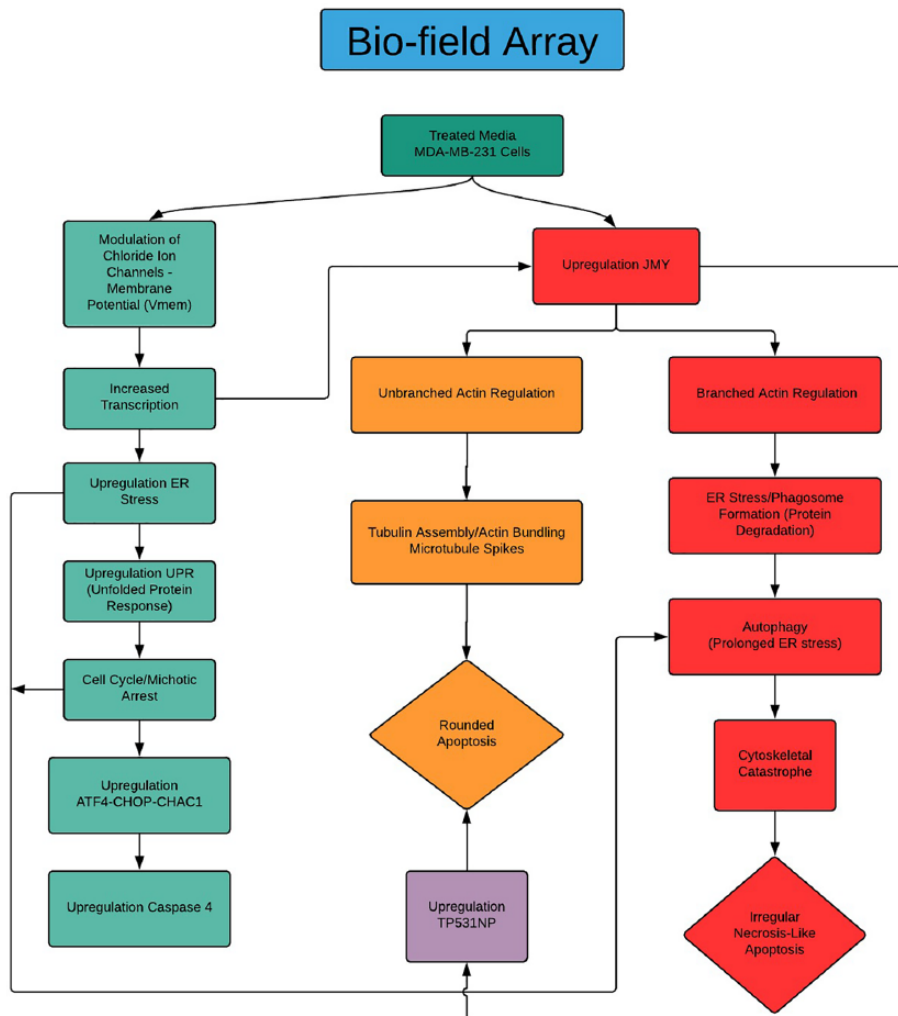 Bio-field Array
Treated Media
MDA-MB-231 Cells
Modulation of
Chloride Ion
Channels -
Membrane
Potential (Vmem)
Upregulation JMY
Increased
Transcription
Unbranched Actin Regulation
Branched Actin Regulation
Upregulation ER
Stress
Tubulin Assembly/Actin Bundling
Microtubule Spikes
ER Stress/Phagosome
Formation (Protein
Degradation)
Upregulation UPR
(Unfolded Protein
Response)
Autophagy
(Prolonged ER stress)
Cell Cycle/Michotic
Arrest
Rounded
Apoptosis
Cytoskeletal
Catastrophe
Upregulation
ATF4-CHOP-CHAC1
Upregulation Caspase 4
Upregulation
TP531NP
Irregular
Necrosis-Like
Apoptosis